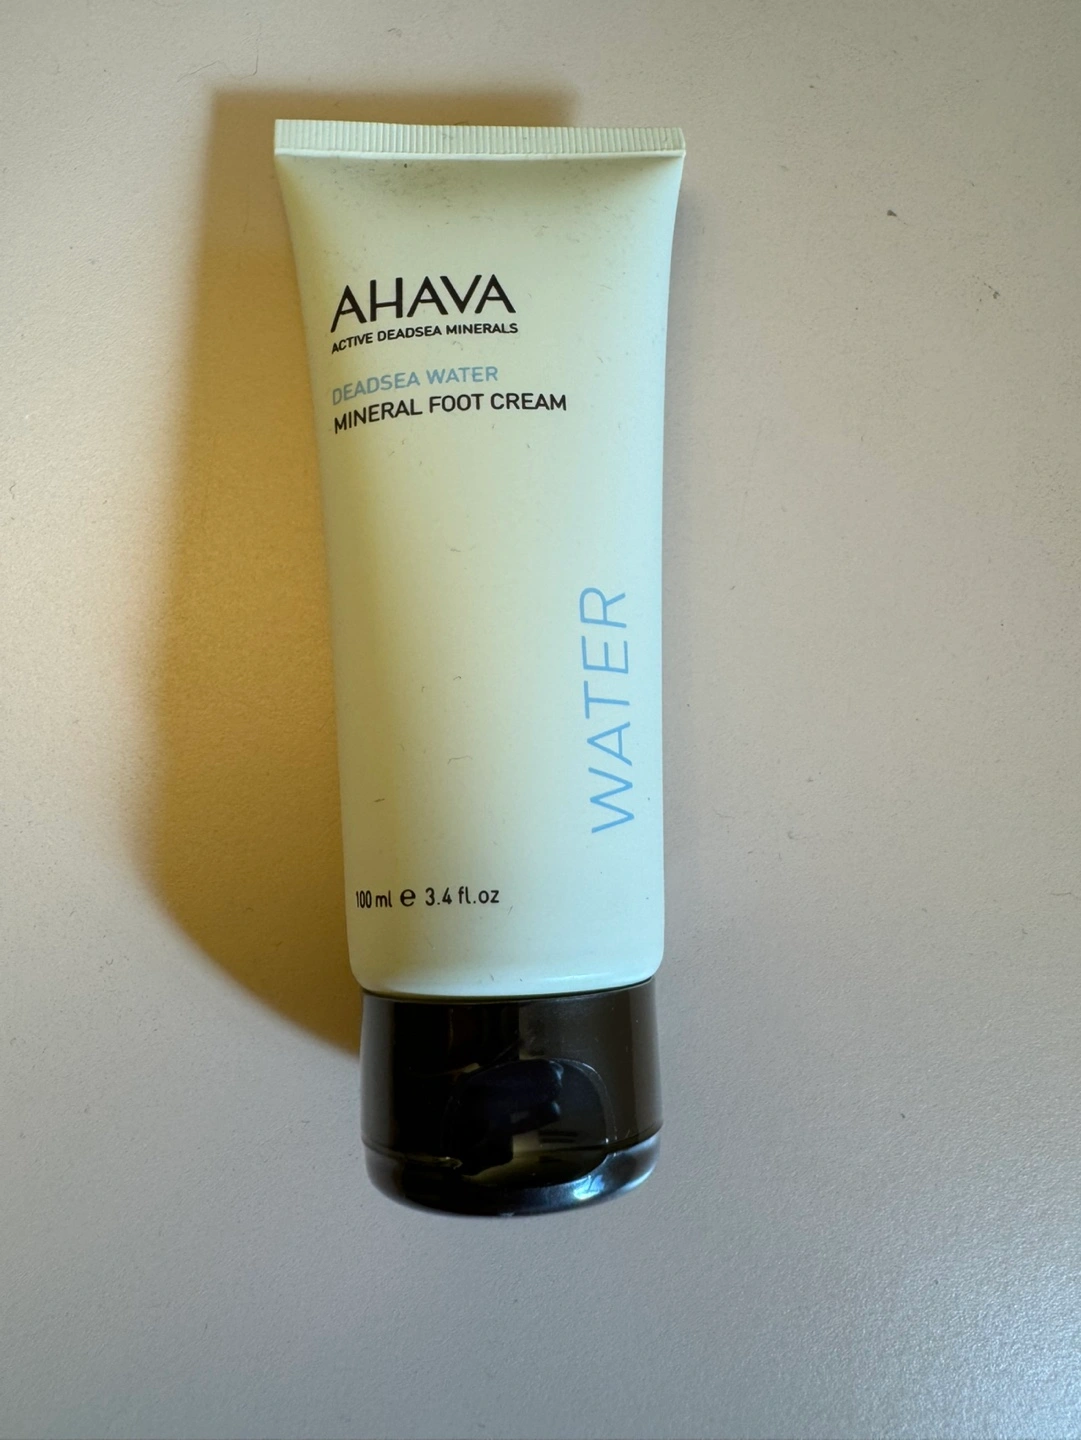 AHAVA
ACTIVE DEADSEA MINERALS
DEADSEA WATER
MINERAL FOOT CREAM
WATER
100 ml ℮ 3.4 fl.oz